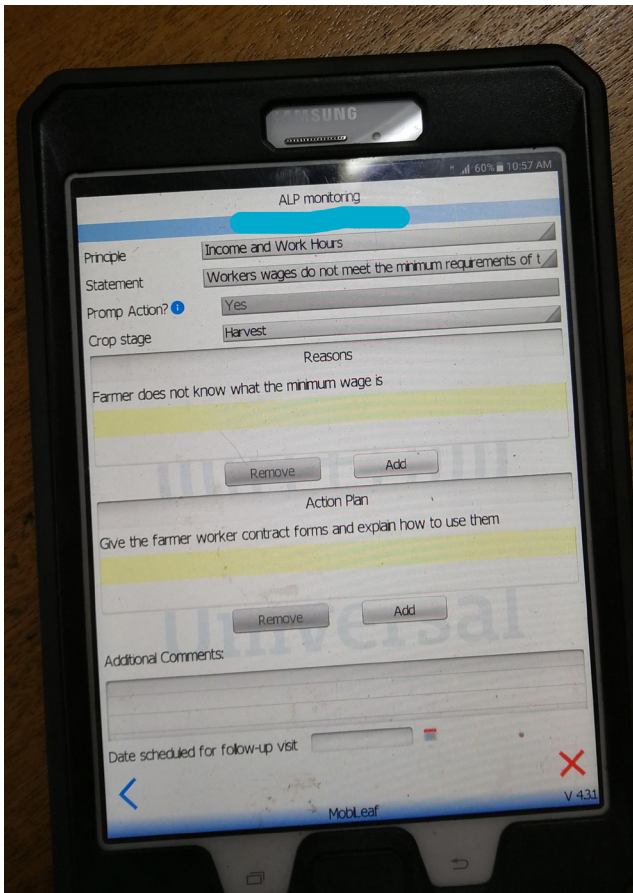 SAMSUNG
60% 10:57 AM
ALP monitoring
Principle
Income and Work Hours
Statement
Workers wages do not meet the minimum requirements of t
Promp Action?
Yes
Crop stage
Harvest
Reasons
Farmer does not know what the minimum wage is
Remove
Add
Action Plan
Give the farmer worker contract forms and explain how to use them
Remove
Add
Universal
Additional Comments:
Date scheduled for follow-up visit
MobiLeaf
V 4.3.1